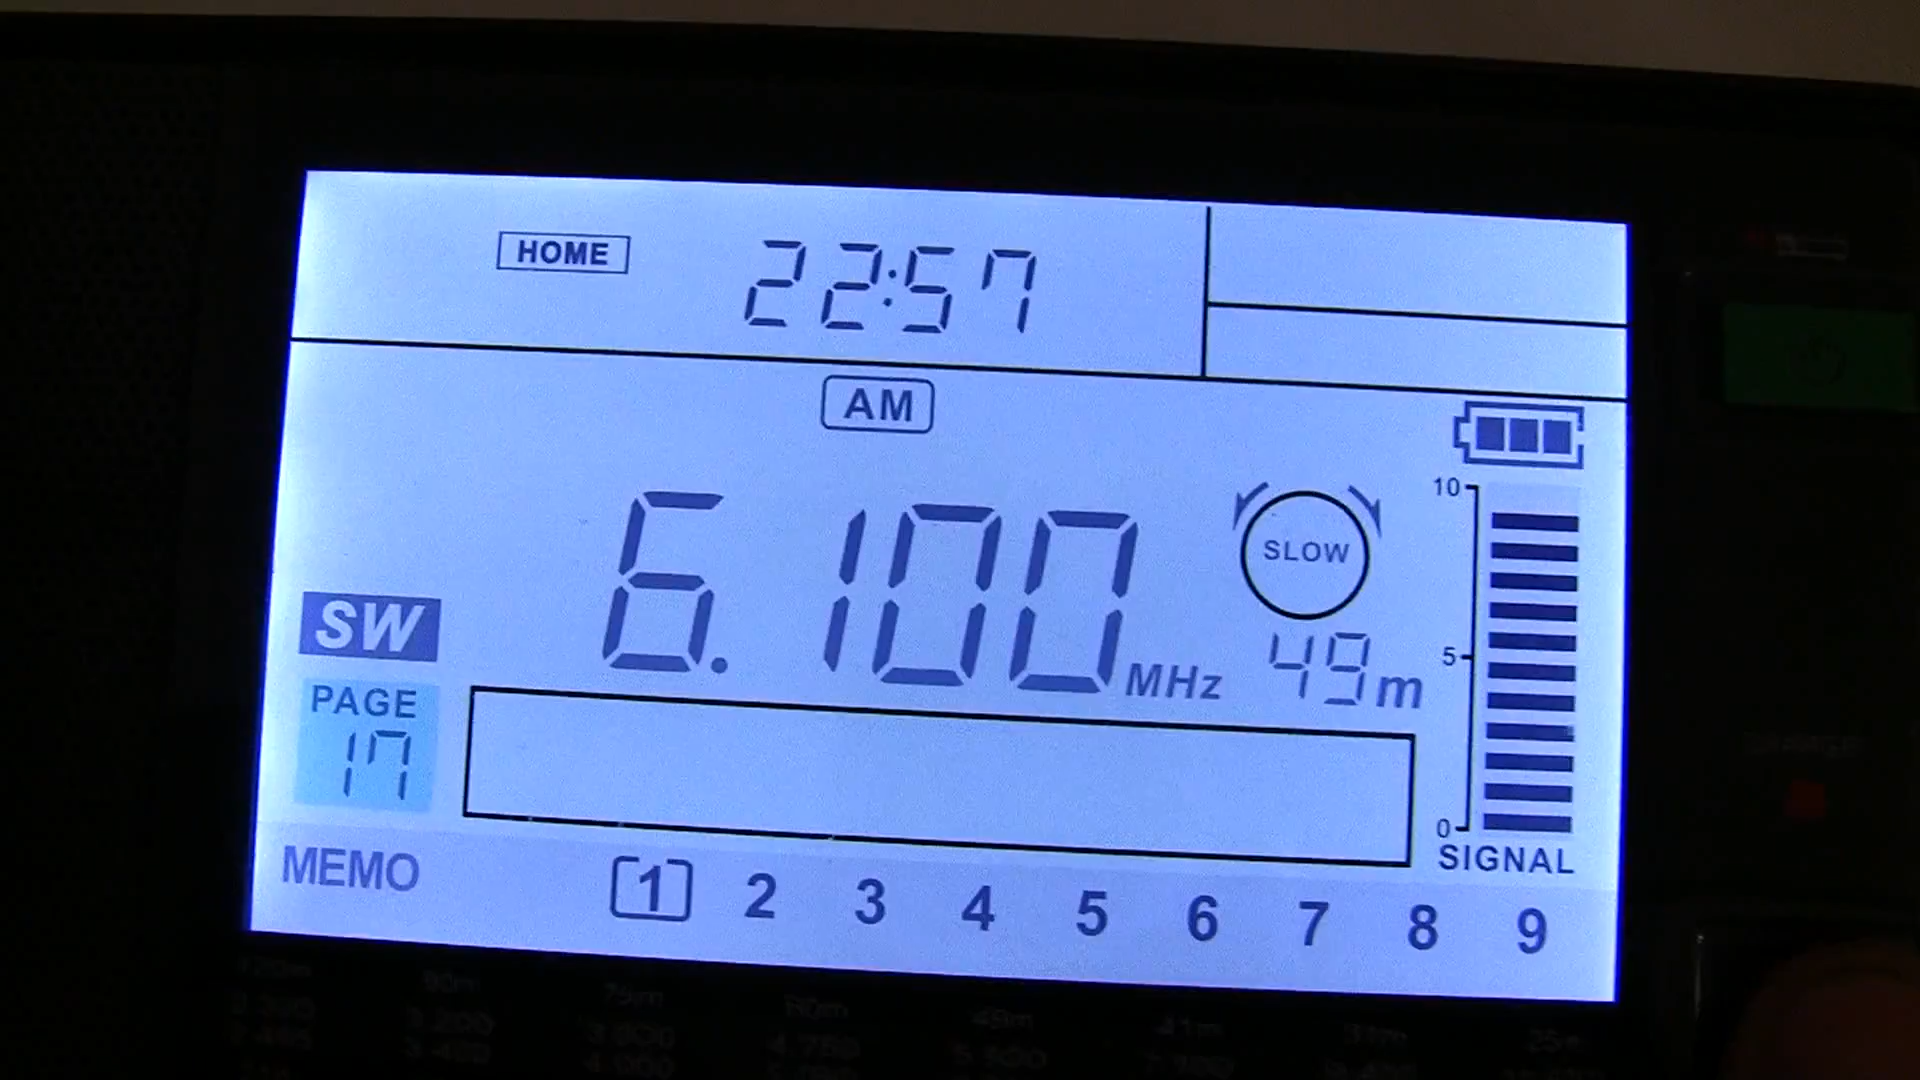 HOME 22:57
AM
10
6.100 MHz SLOW
SW 49m 5
PAGE
17
0
SIGNAL
MEMO 1 2 3 4 5 6 7 8 9